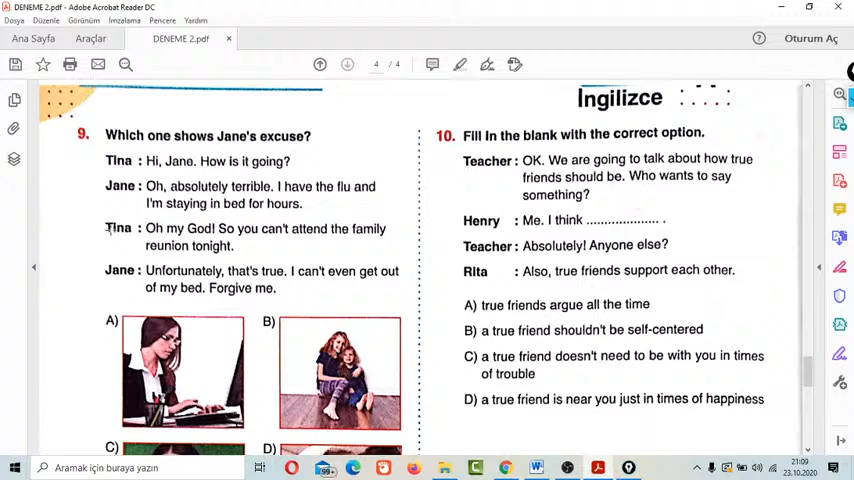 DENEME 2.pdf - Adobe Acrobat Reader DC
Dosya Düzenle Görünüm İmzalama Pencere Yardım
Ana Sayfa Araçlar DENEME 2.pdf × Oturum Aç
4 / 4
İngilizce
9. Which one shows Jane's excuse?
Tina : Hi, Jane. How is it going?
Jane : Oh, absolutely terrible. I have the flu and
I'm staying in bed for hours.
Tina : Oh my God! So you can't attend the family
reunion tonight.
Jane : Unfortunately, that's true. I can't even get out
of my bed. Forgive me.
A)
B)
C)
D)
10. Fill in the blank with the correct option.
Teacher : OK. We are going to talk about how true
friends should be. Who wants to say
something?
Henry : Me. I think .................... .
Teacher : Absolutely! Anyone else?
Rita : Also, true friends support each other.
A) true friends argue all the time
B) a true friend shouldn't be self-centered
C) a true friend doesn't need to be with you in times
of trouble
D) a true friend is near you just in times of happiness
Aramak için buraya yazın
99+
21:09
23.10.2020